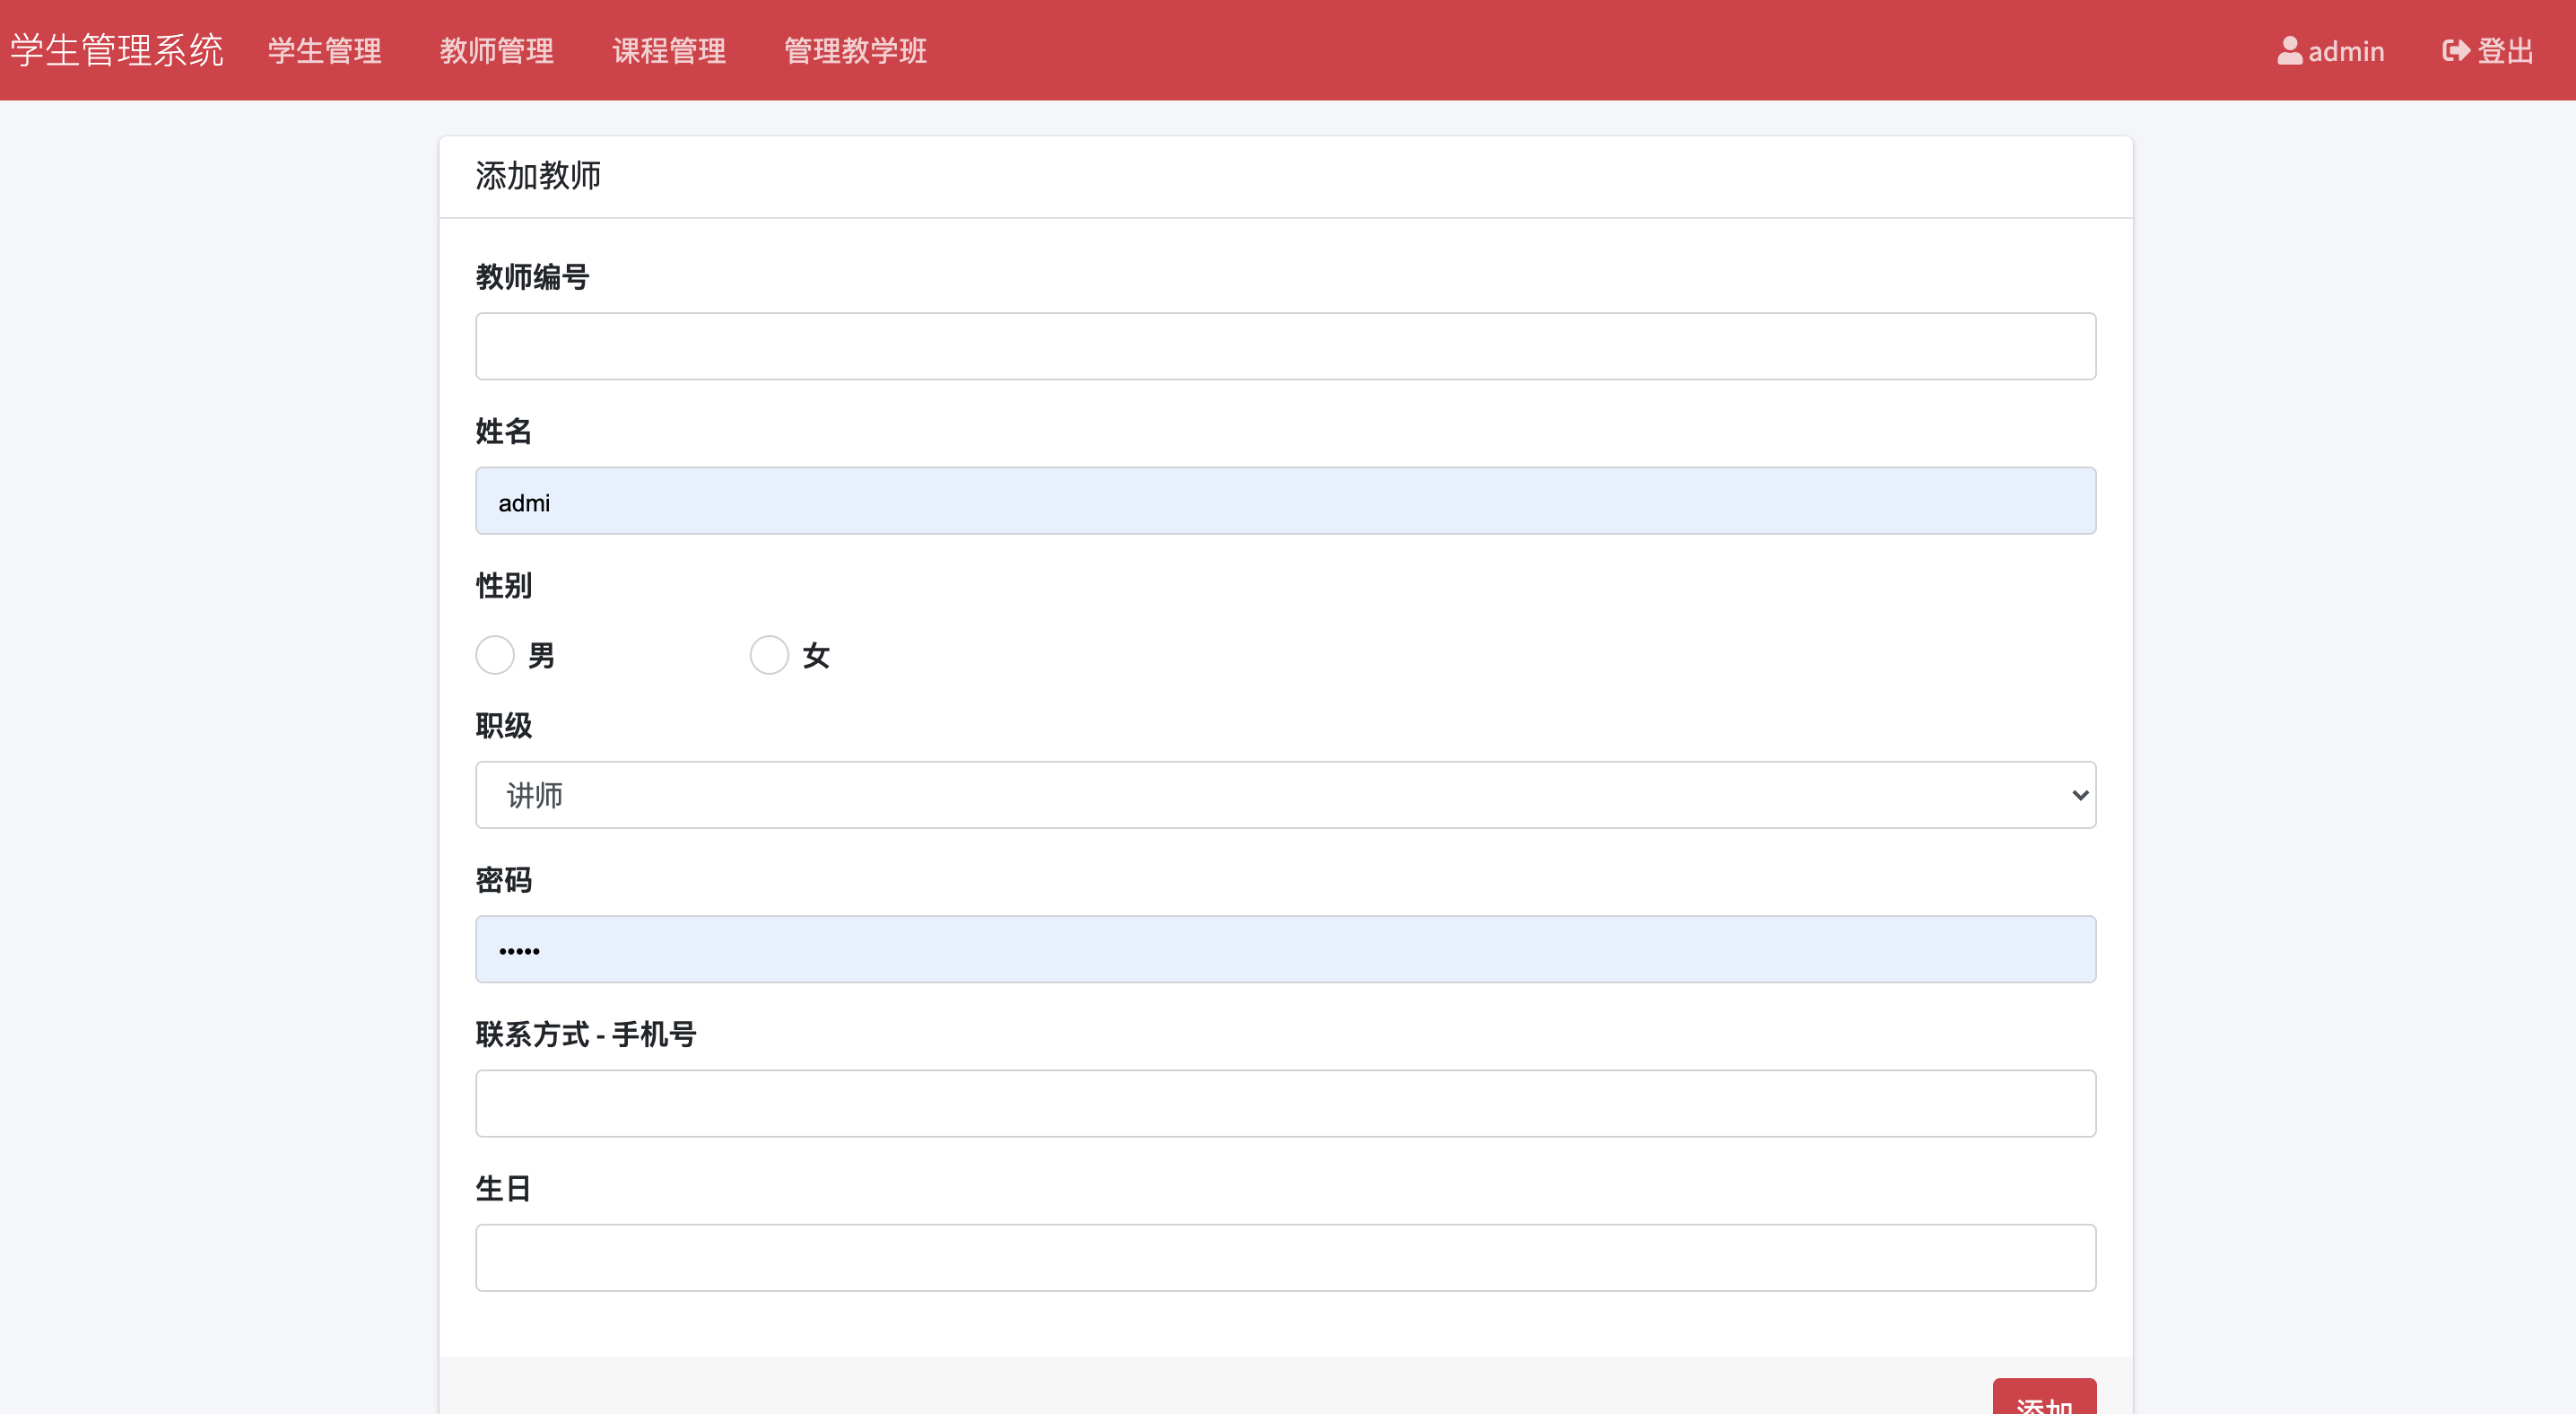 学生管理系统 学生管理 教师管理 课程管理 管理教学班 admin 登出
添加教师
教师编号
姓名
admi
性别
男 女
职级
讲师
密码
•••••
联系方式 - 手机号
生日
添加